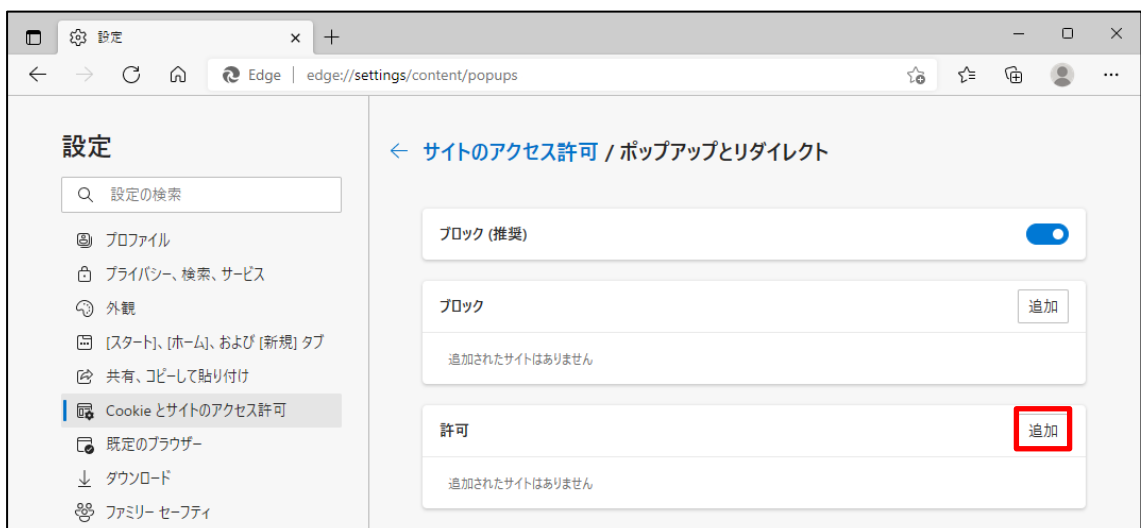 設定
Edge | edge://settings/content/popups
設定
設定の検索
プロファイル
プライバシー、検索、サービス
外観
[スタート]、[ホーム]、および [新規] タブ
共有、コピーして貼り付け
Cookie とサイトのアクセス許可
既定のブラウザー
ダウンロード
ファミリー セーフティ
サイトのアクセス許可 / ポップアップとリダイレクト
ブロック (推奨)
ブロック 追加
追加されたサイトはありません
許可 追加
追加されたサイトはありません